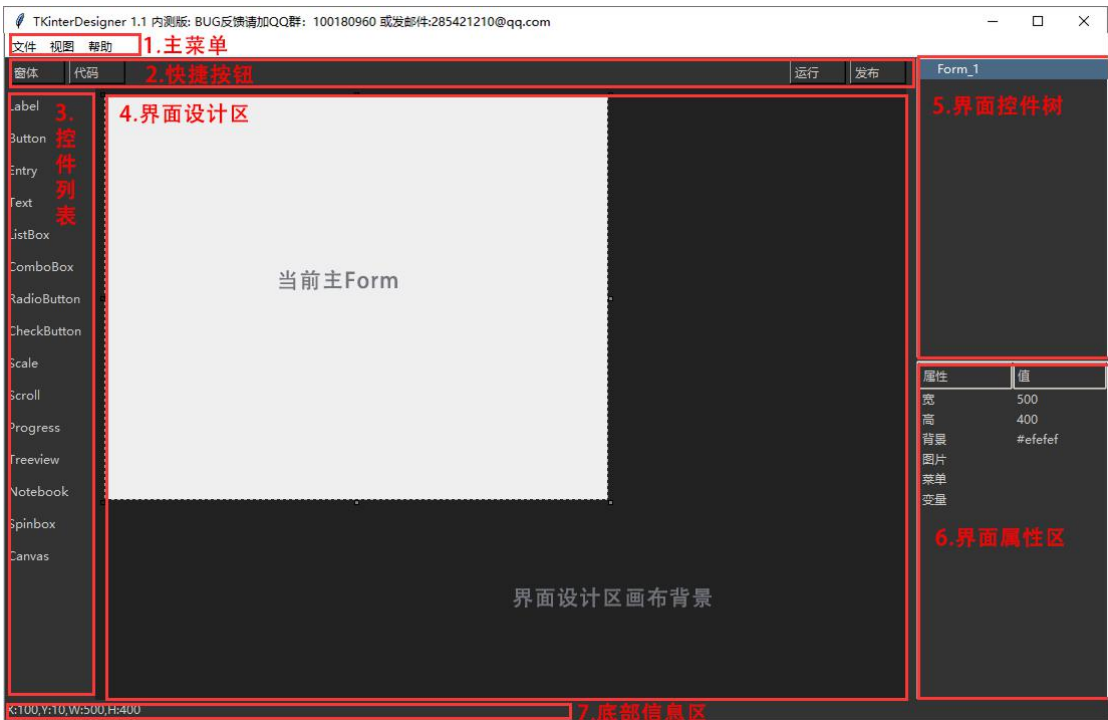 TKinterDesigner 1.1 内测版: BUG反馈请加QQ群: 100180960 或发邮件:285421210@qq.com
文件 视图 帮助 1.主菜单
窗体 代码 2.快捷按钮 运行 发布
Form_1
5.界面控件树
3.控件列表
Label
Button
Entry
Text
ListBox
ComboBox
RadioButton
CheckButton
Scale
Scroll
Progress
Treeview
Notebook
Spinbox
Canvas
4.界面设计区
当前主Form
界面设计区画布背景
属性 值
宽 500
高 400
背景 #efefef
图片
菜单
变量
6.界面属性区
X:100,Y:10,W:500,H:400 7.底部信息区